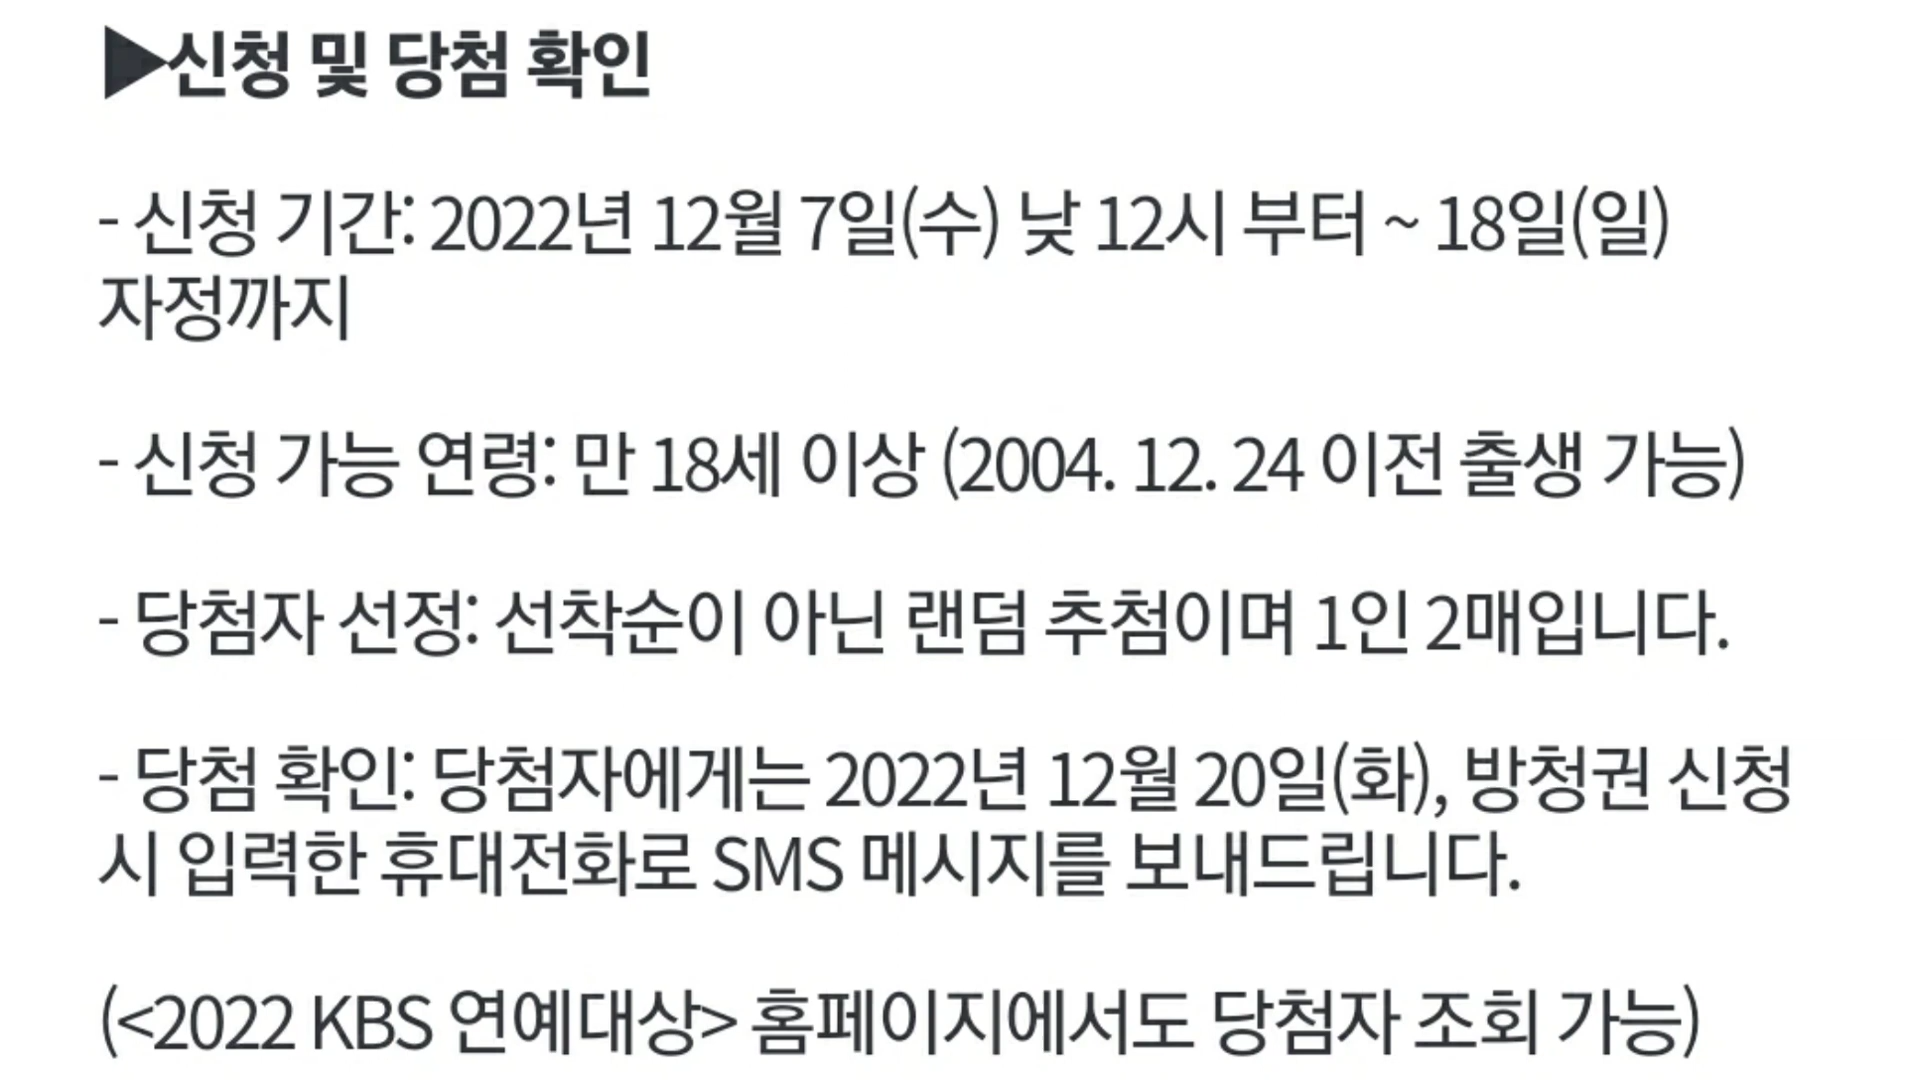 ▶신청 및 당첨 확인
- 신청 기간: 2022년 12월 7일(수) 낮 12시 부터 ~ 18일(일)
자정까지
- 신청 가능 연령: 만 18세 이상 (2004. 12. 24 이전 출생 가능)
- 당첨자 선정: 선착순이 아닌 랜덤 추첨이며 1인 2매입니다.
- 당첨 확인: 당첨자에게는 2022년 12월 20일(화), 방청권 신청
시 입력한 휴대전화로 SMS 메시지를 보내드립니다.
(<2022 KBS 연예대상> 홈페이지에서도 당첨자 조회 가능)